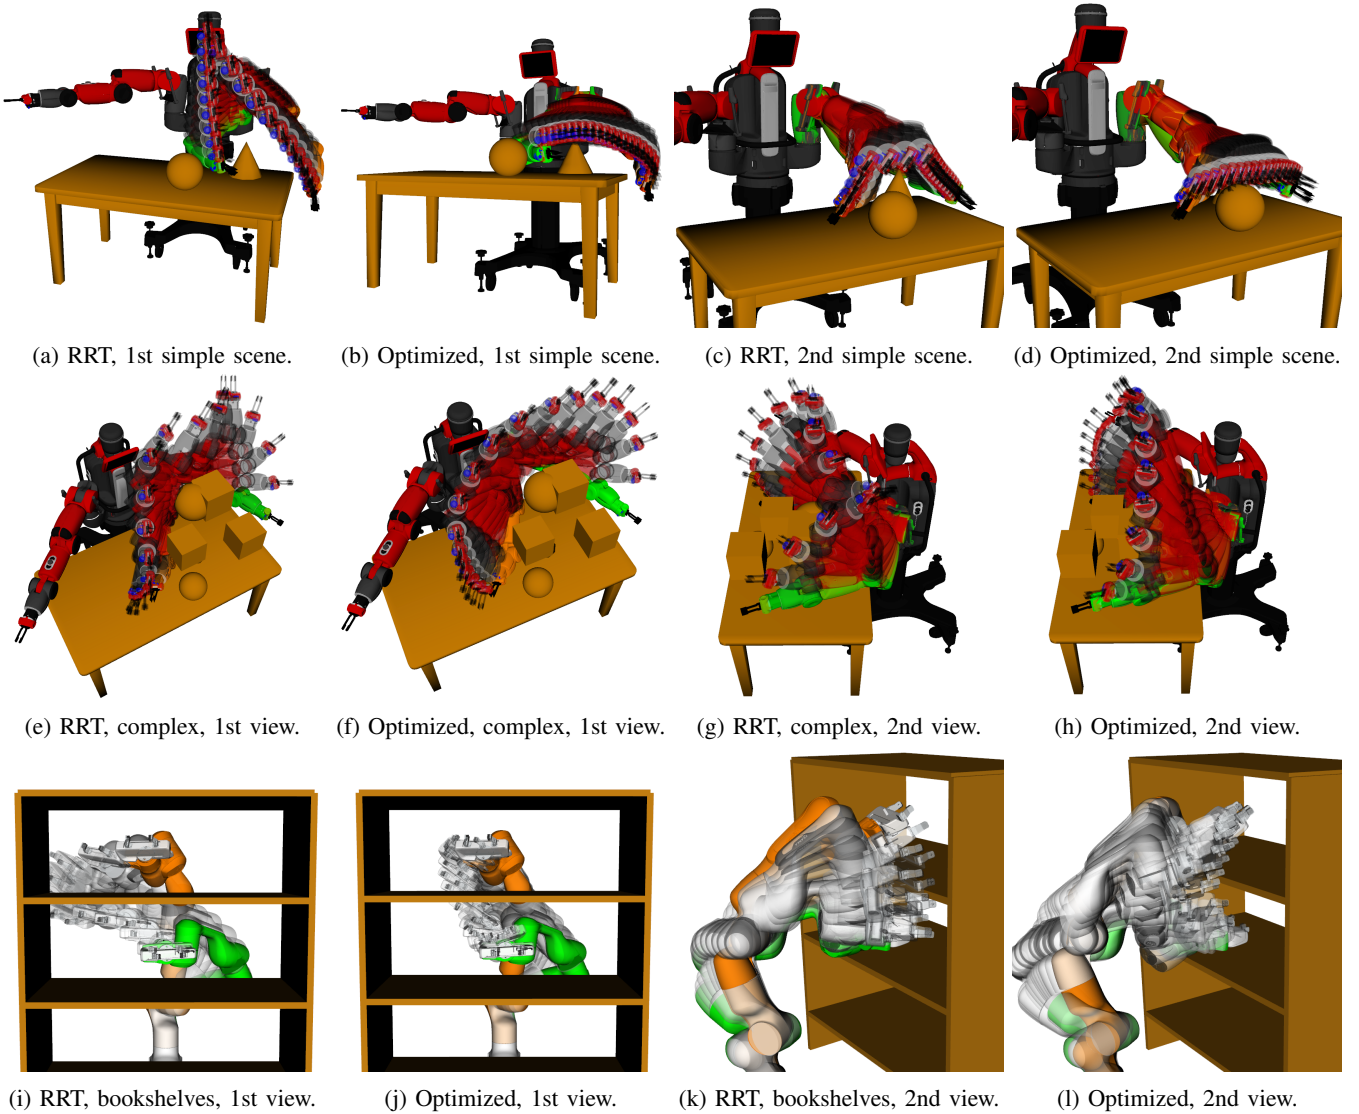 (a) RRT, 1st simple scene.
(b) Optimized, 1st simple scene.
(c) RRT, 2nd simple scene.
(d) Optimized, 2nd simple scene.
(e) RRT, complex, 1st view.
(f) Optimized, complex, 1st view.
(g) RRT, complex, 2nd view.
(h) Optimized, 2nd view.
(i) RRT, bookshelves, 1st view.
(j) Optimized, 1st view.
(k) RRT, bookshelves, 2nd view.
(l) Optimized, 2nd view.